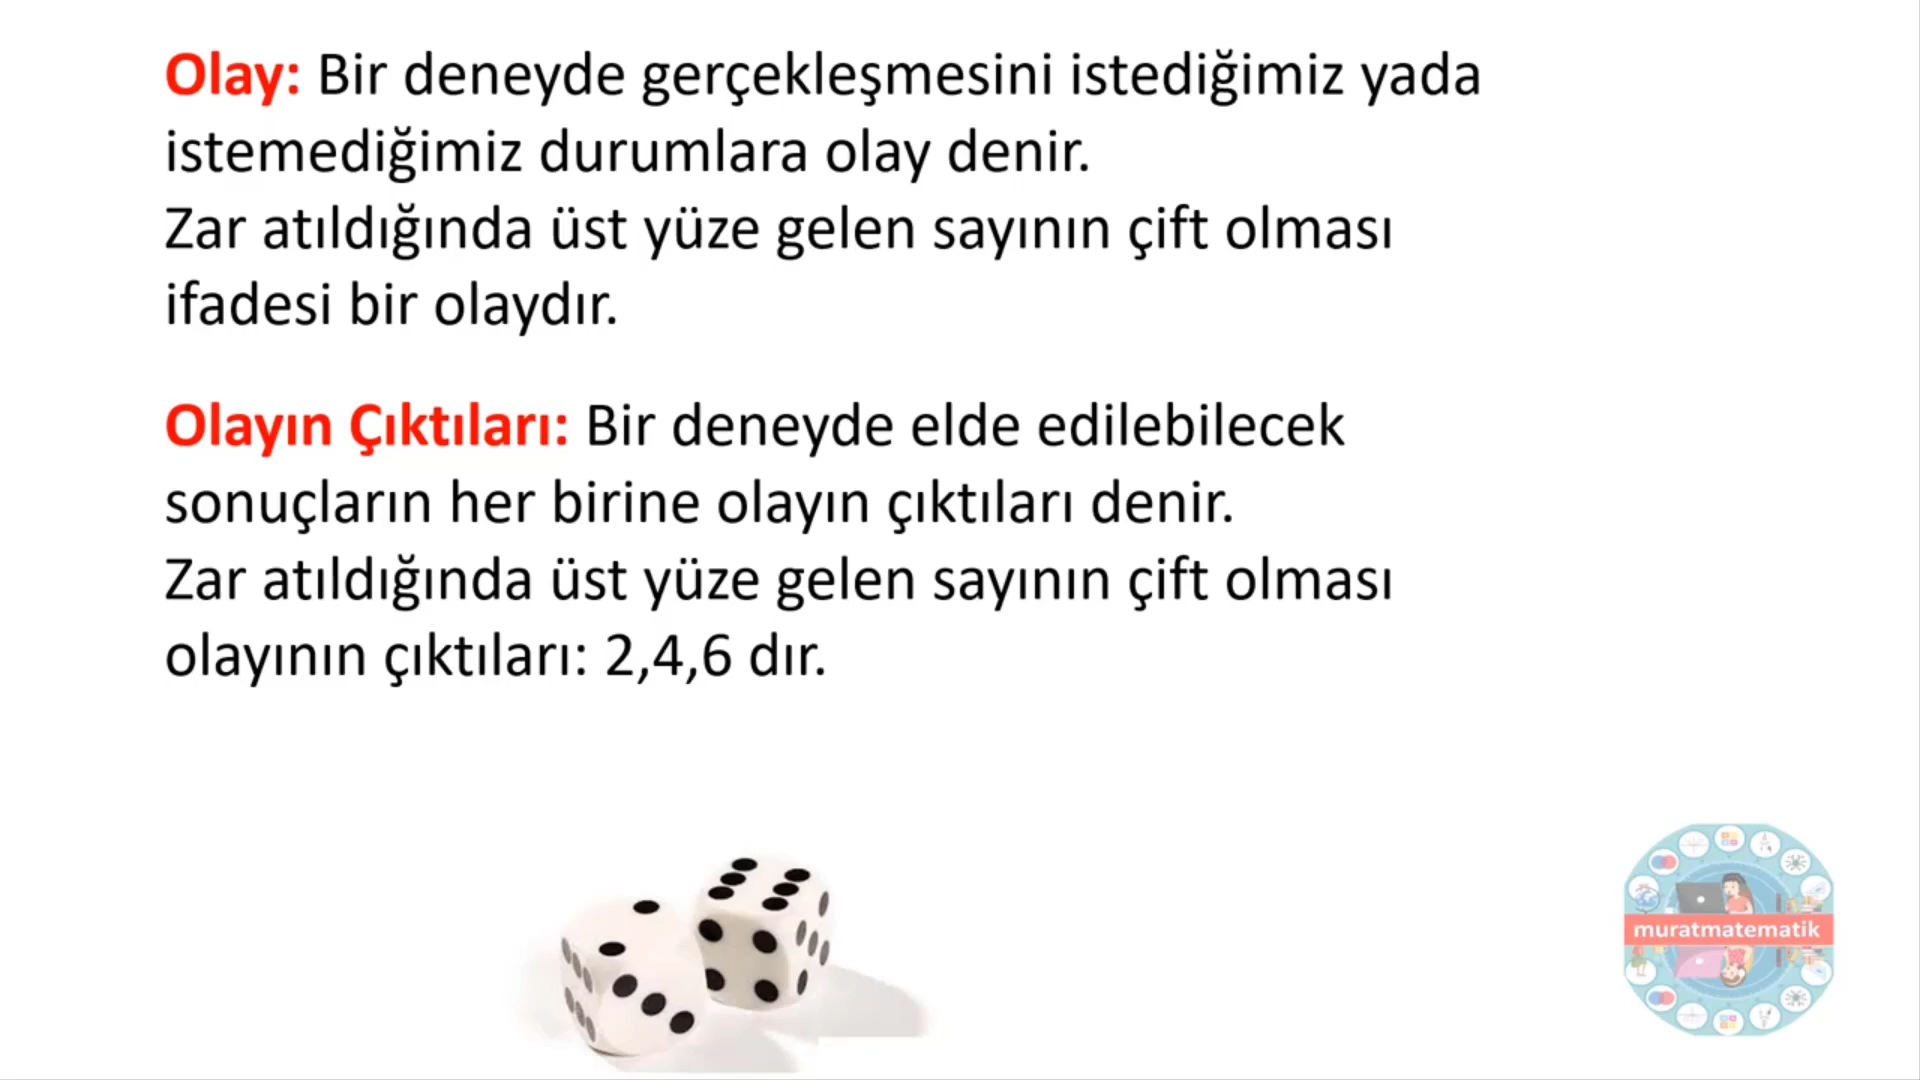 Olay: Bir deneyde gerçekleşmesini istediğimiz yada
istemediğimiz durumlara olay denir.
Zar atıldığında üst yüze gelen sayının çift olması
ifadesi bir olaydır.
Olayın Çıktıları: Bir deneyde elde edilebilecek
sonuçların her birine olayın çıktıları denir.
Zar atıldığında üst yüze gelen sayının çift olması
olayının çıktıları: 2,4,6 dır.
muratmatematik